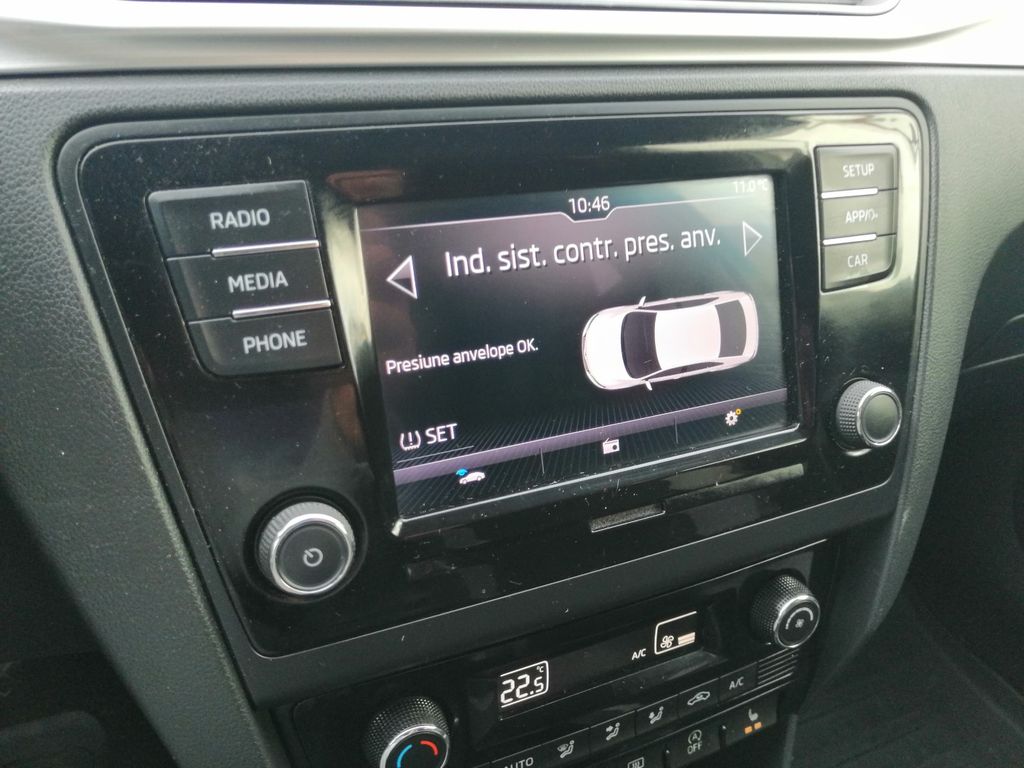 RADIO
MEDIA
PHONE
10:46
11.0°C
Ind. sist. contr. pres. anv.
Presiune anvelope OK.
(!) SET
SETUP
APP/
CAR
22.5°C
A/C
AUTO
A/C
OFF